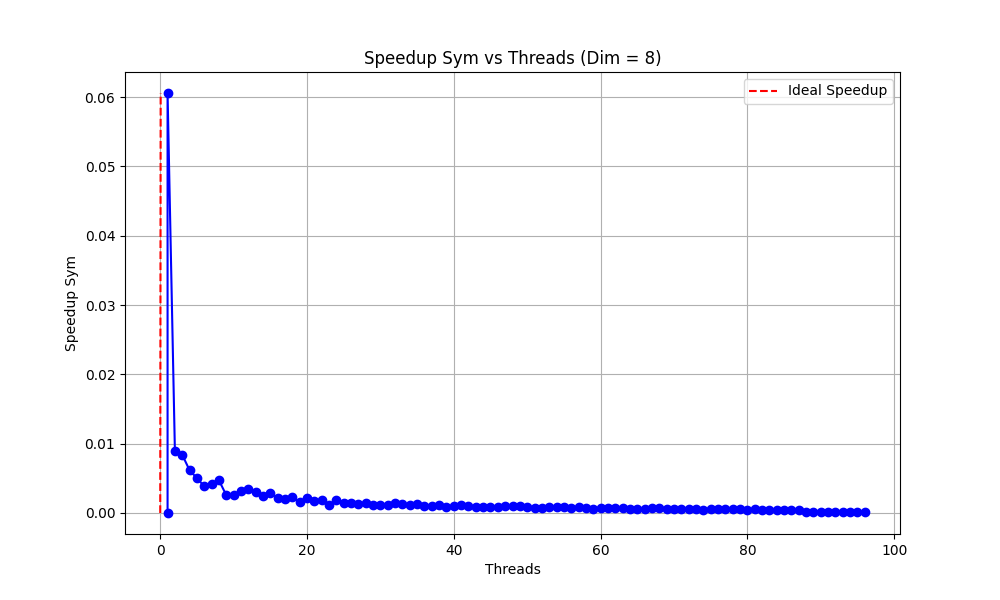 Speedup Sym vs Threads (Dim = 8)
Ideal Speedup
0.06
0.05
0.04
0.03
0.02
0.01
0.00
Speedup Sym
0 20 40 60 80 100
Threads